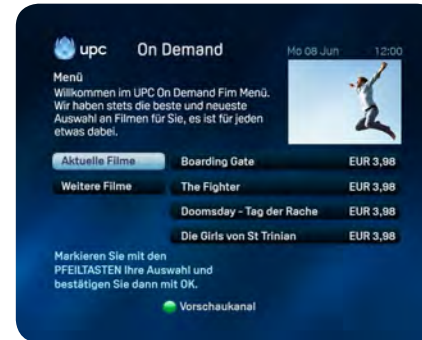 upc On Demand Mo 08 Jun 12:00
Menü
Willkommen im UPC On Demand Fim Menü.
Wir haben stets die beste und neueste
Auswahl an Filmen für Sie, es ist für jeden
etwas dabei.
Aktuelle Filme Boarding Gate EUR 3,98
Weitere Filme The Fighter EUR 3,98
Doomsday - Tag der Rache EUR 3,98
Die Girls von St Trinian EUR 3,98
Markieren Sie mit den
PFEILTASTEN Ihre Auswahl und
bestätigen Sie dann mit OK.
Vorschaukanal